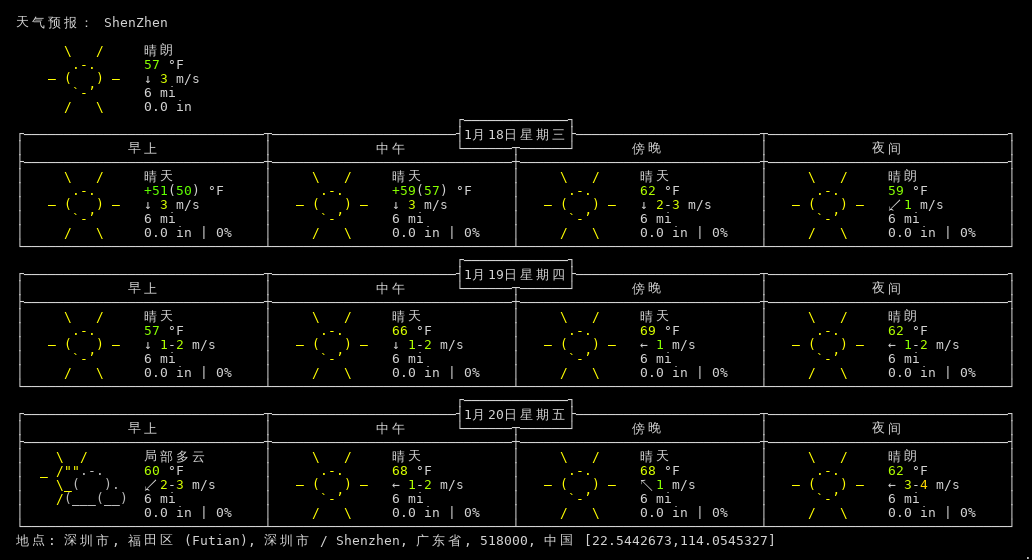 天气预报： ShenZhen
晴朗
57 °F
↓ 3 m/s
6 mi
0.0 in
1月18日星期三
早上 中午 傍晚 夜间
晴天 晴天 晴天 晴朗
+51(50) °F +59(57) °F 62 °F 59 °F
↓ 3 m/s ↓ 3 m/s ↓ 2-3 m/s ↙ 1 m/s
6 mi 6 mi 6 mi 6 mi
0.0 in | 0% 0.0 in | 0% 0.0 in | 0% 0.0 in | 0%
1月19日星期四
早上 中午 傍晚 夜间
晴天 晴天 晴天 晴朗
57 °F 66 °F 69 °F 62 °F
↓ 1-2 m/s ↓ 1-2 m/s ← 1 m/s ← 1-2 m/s
6 mi 6 mi 6 mi 6 mi
0.0 in | 0% 0.0 in | 0% 0.0 in | 0% 0.0 in | 0%
1月20日星期五
早上 中午 傍晚 夜间
局部多云 晴天 晴天 晴朗
60 °F 68 °F 68 °F 62 °F
↙ 2-3 m/s ← 1-2 m/s ↖ 1 m/s ← 3-4 m/s
6 mi 6 mi 6 mi 6 mi
0.0 in | 0% 0.0 in | 0% 0.0 in | 0% 0.0 in | 0%
地点: 深圳市, 福田区 (Futian), 深圳市 / Shenzhen, 广东省, 518000, 中国 [22.5442673,114.0545327]